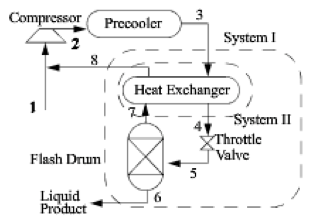 Compressor
Precooler
3
System I
2
8
Heat Exchanger
1
7
4
System II
Throttle
Valve
Flash Drum
5
6
Liquid
Product